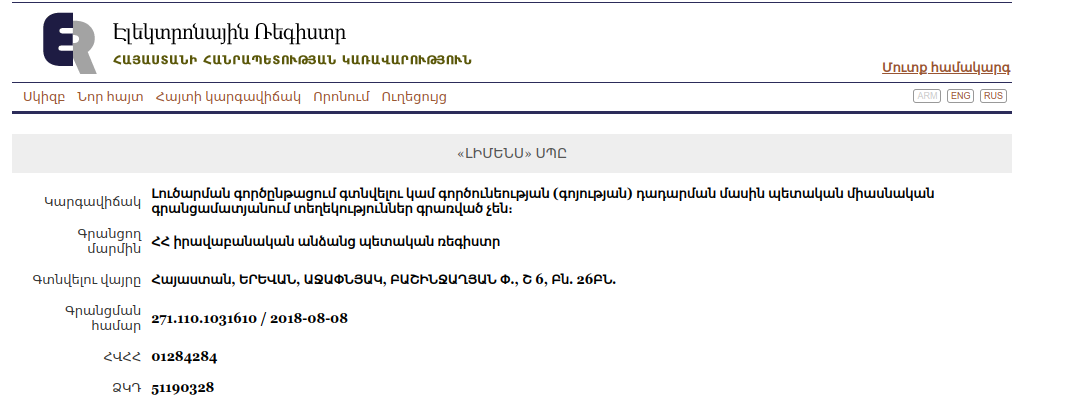 ER
Էլեկտրոնային Ռեգիստր
ՀԱՅԱՍՏԱՆԻ ՀԱՆՐԱՊԵՏՈՒԹՅԱՆ ԿԱՌԱՎԱՐՈՒԹՅՈՒՆ
Մուտք համակարգ
Սկիզբ Նոր հայտ Հայտի կարգավիճակ Որոնում Ուղեցույց
ARM ENG RUS
«ԼԻՄԵՆՍ» ՍՊԸ
Կարգավիճակ
Լուծարման գործընթացում գտնվելու կամ գործունեության (գոյության) դադարման մասին պետական միասնական
գրանցամատյանում տեղեկություններ գրառված չեն:
Գրանցող
մարմին
ՀՀ իրավաբանական անձանց պետական ռեգիստր
Գտնվելու վայրը Հայաստան, ԵՐԵՎԱՆ, ԱՋԱՓՆՅԱԿ, ԲԱՇԻՆՋԱՂՅԱՆ Փ., Շ 6, Բն. 26ԲՆ.
Գրանցման
համար
271.110.1031610 / 2018-08-08
ՀՎՀՀ 01284284
ՁԿԴ 51190328